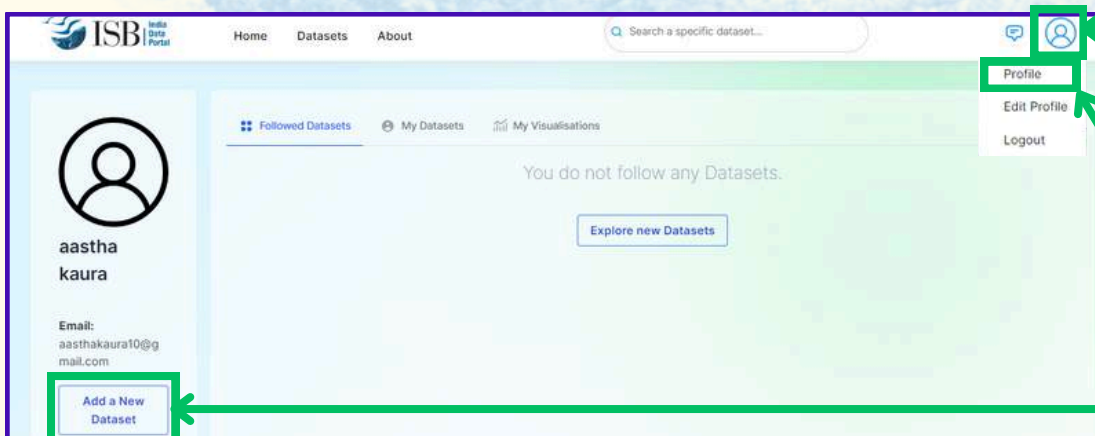 ISB India Data Portal
Home Datasets About
Search a specific dataset...
Profile
Edit Profile
Logout
Followed Datasets My Datasets My Visualisations
You do not follow any Datasets.
Explore new Datasets
aastha
kaura
Email:
aasthakaura10@g
mail.com
Add a New
Dataset